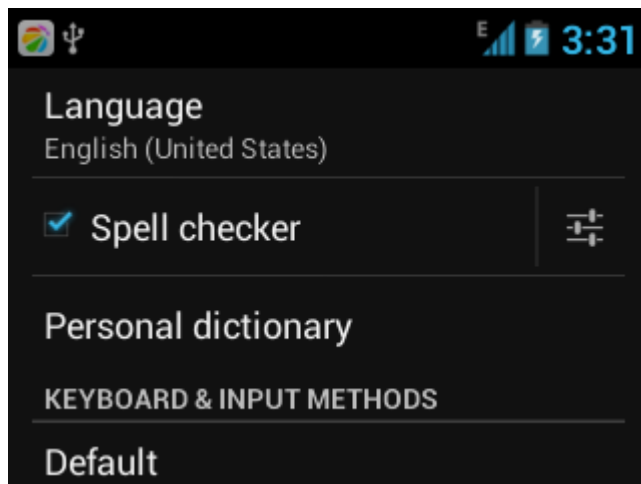 E 3:31
Language
English (United States)
Spell checker
Personal dictionary
KEYBOARD & INPUT METHODS
Default